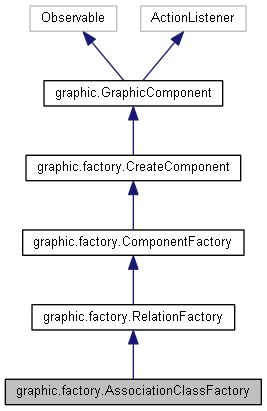 Observable
ActionListener
graphic.GraphicComponent
graphic.factory.CreateComponent
graphic.factory.ComponentFactory
graphic.factory.RelationFactory
graphic.factory.AssociationClassFactory